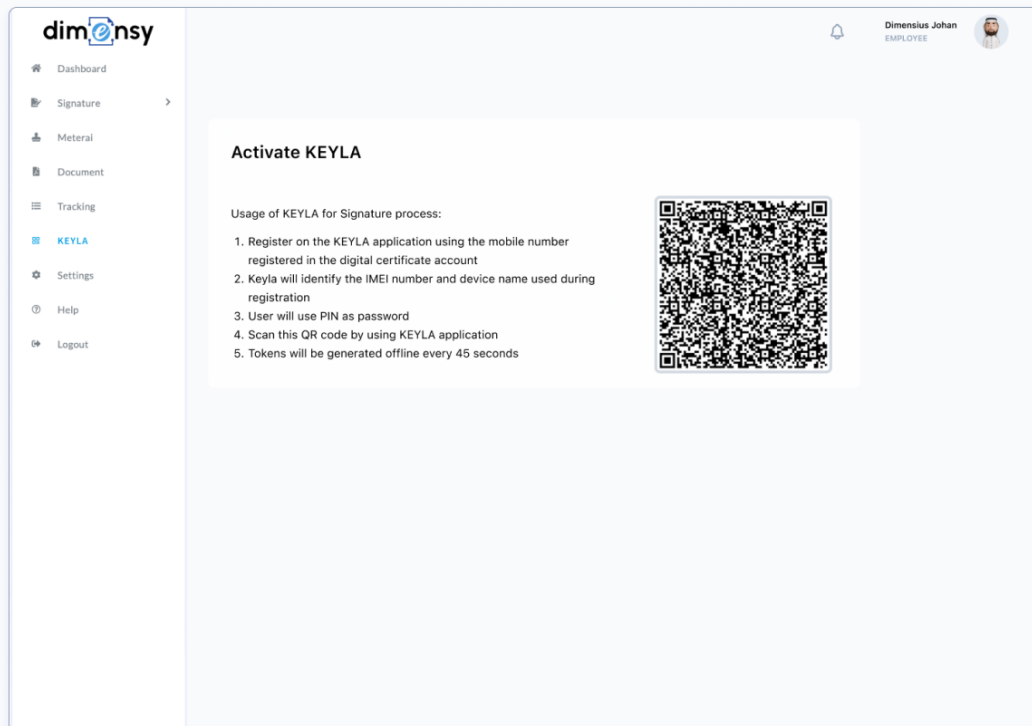 dimensy
Dimensius Johan
EMPLOYEE
Dashboard
Signature
Meterai
Document
Tracking
KEYLA
Settings
Help
Logout
Activate KEYLA
Usage of KEYLA for Signature process:
1. Register on the KEYLA application using the mobile number
registered in the digital certificate account
2. Keyla will identify the IMEI number and device name used during
registration
3. User will use PIN as password
4. Scan this QR code by using KEYLA application
5. Tokens will be generated offline every 45 seconds